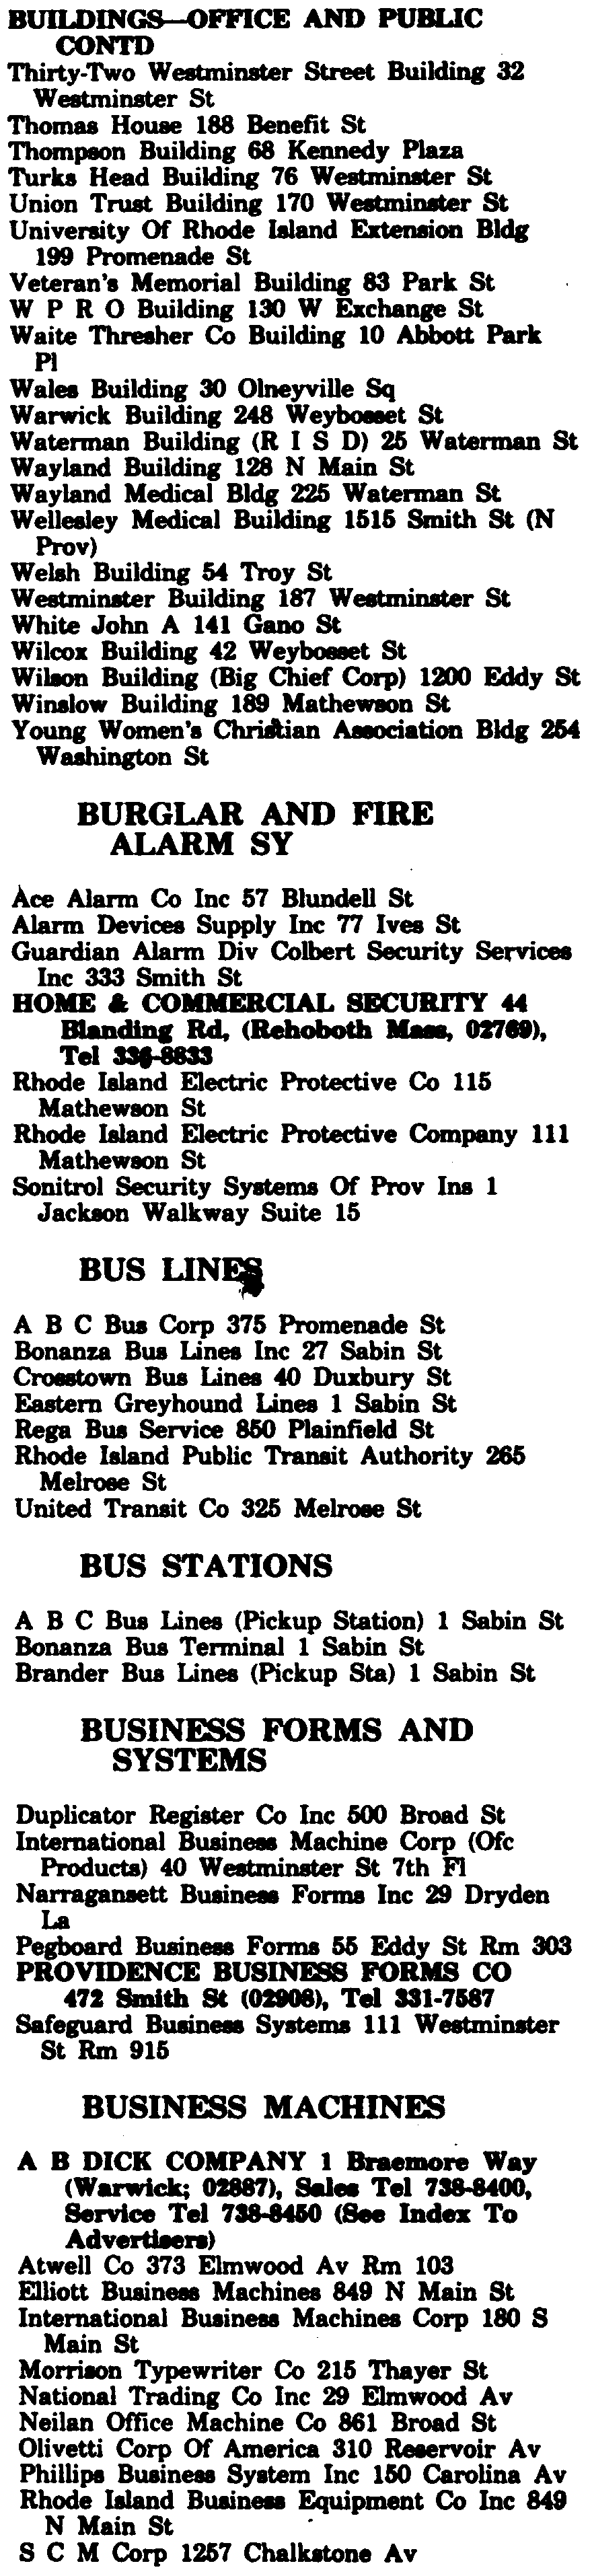 BUILDINGS—OFFICE AND PUBLIC
CONTD
Thirty-Two Westminster Street Building 32
Westminster St
Thomas House 188 Benefit St
Thompson Building 68 Kennedy Plaza
Turks Head Building 76 Westminster St
Union Trust Building 170 Westminster St
University Of Rhode Island Extension Bldg
199 Promenade St
Veteran's Memorial Building 83 Park St
W P R O Building 130 W Exchange St
Waite Thresher Co Building 10 Abbott Park
Pl
Wales Building 30 Olneyville Sq
Warwick Building 248 Weybosset St
Waterman Building (R I S D) 25 Waterman St
Wayland Building 128 N Main St
Wayland Medical Bldg 225 Waterman St
Wellesley Medical Building 1515 Smith St (N
Prov)
Welsh Building 54 Troy St
Westminster Building 187 Westminster St
White John A 141 Gano St
Wilcox Building 42 Weybosset St
Wilson Building (Big Chief Corp) 1200 Eddy St
Winslow Building 189 Mathewson St
Young Women's Christian Association Bldg 254
Washington St
BURGLAR AND FIRE
ALARM SY
Ace Alarm Co Inc 57 Blundell St
Alarm Devices Supply Inc 77 Ives St
Guardian Alarm Div Colbert Security Services
Inc 333 Smith St
HOME & COMMERCIAL SECURITY 44
Blanding Rd, (Rehoboth Mass, 02769),
Tel 336-8833
Rhode Island Electric Protective Co 115
Mathewson St
Rhode Island Electric Protective Company 111
Mathewson St
Sonitrol Security Systems Of Prov Ins 1
Jackson Walkway Suite 15
BUS LINES
A B C Bus Corp 375 Promenade St
Bonanza Bus Lines Inc 27 Sabin St
Crosstown Bus Lines 40 Duxbury St
Eastern Greyhound Lines 1 Sabin St
Rega Bus Service 850 Plainfield St
Rhode Island Public Transit Authority 265
Melrose St
United Transit Co 325 Melrose St
BUS STATIONS
A B C Bus Lines (Pickup Station) 1 Sabin St
Bonanza Bus Terminal 1 Sabin St
Brander Bus Lines (Pickup Sta) 1 Sabin St
BUSINESS FORMS AND
SYSTEMS
Duplicator Register Co Inc 500 Broad St
International Business Machine Corp (Ofc
Products) 40 Westminster St 7th Fl
Narragansett Business Forms Inc 29 Dryden
La
Pegboard Business Forms 55 Eddy St Rm 303
PROVIDENCE BUSINESS FORMS CO
472 Smith St (02908), Tel 331-7587
Safeguard Business Systems 111 Westminster
St Rm 915
BUSINESS MACHINES
A B DICK COMPANY 1 Braemore Way
(Warwick; 02887), Sales Tel 738-8400,
Service Tel 738-8450 (See Index To
Advertisers)
Atwell Co 373 Elmwood Av Rm 103
Elliott Business Machines 849 N Main St
International Business Machines Corp 180 S
Main St
Morrison Typewriter Co 215 Thayer St
National Trading Co Inc 29 Elmwood Av
Neilan Office Machine Co 861 Broad St
Olivetti Corp Of America 310 Reservoir Av
Phillips Business System Inc 150 Carolina Av
Rhode Island Business Equipment Co Inc 849
N Main St
S C M Corp 1257 Chalkstone Av